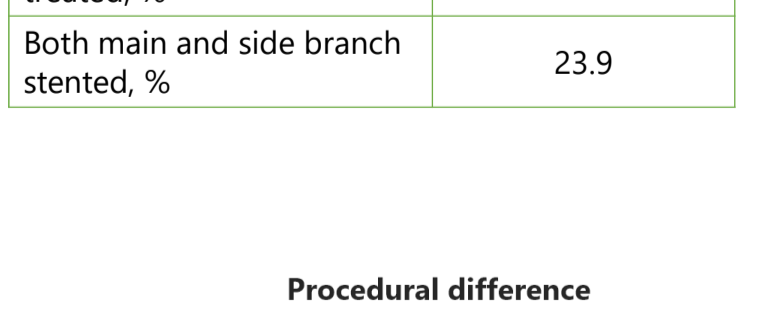 Both main and side branch
stented, %
23.9
Procedural difference